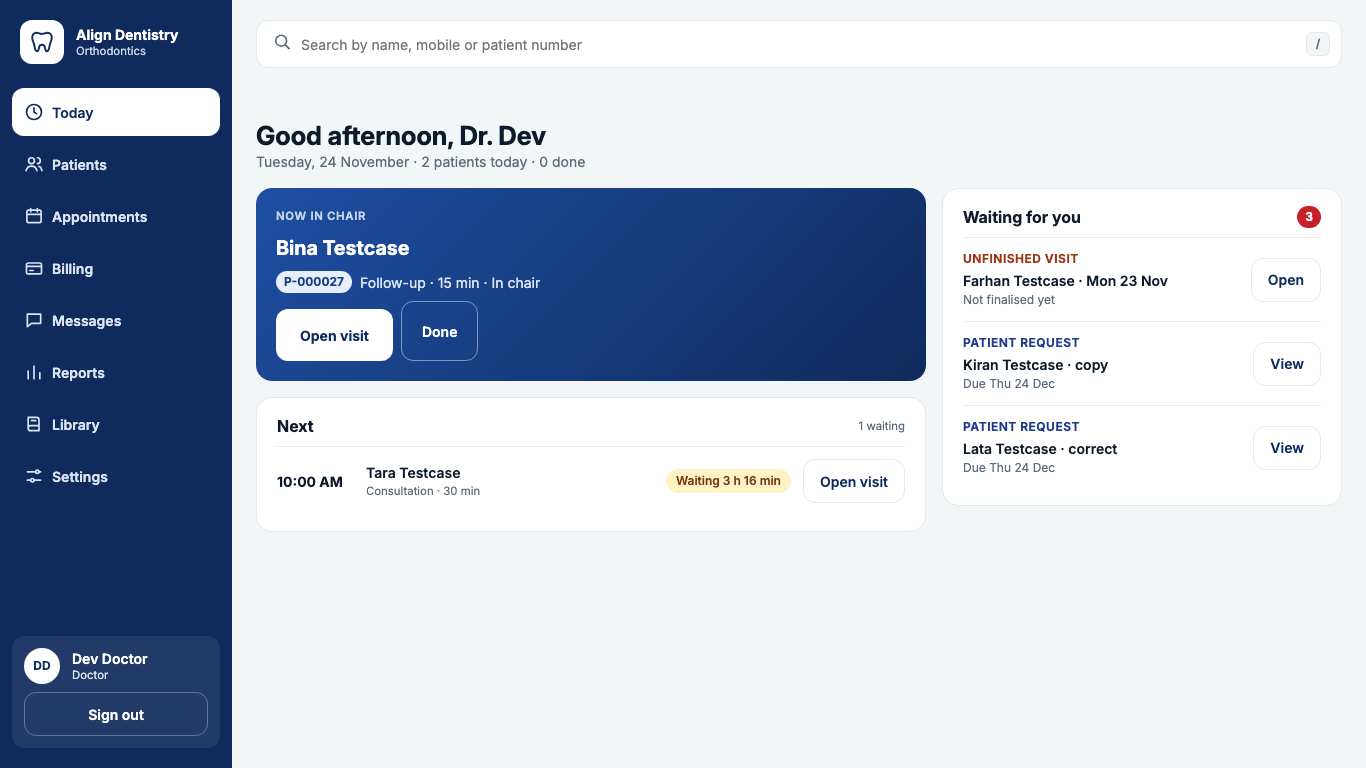 Align Dentistry
Orthodontics
Today
Patients
Appointments
Billing
Messages
Reports
Library
Settings
DD
Dev Doctor
Doctor
Sign out
Search by name, mobile or patient number
/
Good afternoon, Dr. Dev
Tuesday, 24 November · 2 patients today · 0 done
NOW IN CHAIR
Bina Testcase
P-000027 Follow-up · 15 min · In chair
Open visit
Done
Next
1 waiting
10:00 AM
Tara Testcase
Consultation · 30 min
Waiting 3 h 16 min
Open visit
Waiting for you
3
UNFINISHED VISIT
Farhan Testcase · Mon 23 Nov
Not finalised yet
Open
PATIENT REQUEST
Kiran Testcase · copy
Due Thu 24 Dec
View
PATIENT REQUEST
Lata Testcase · correct
Due Thu 24 Dec
View